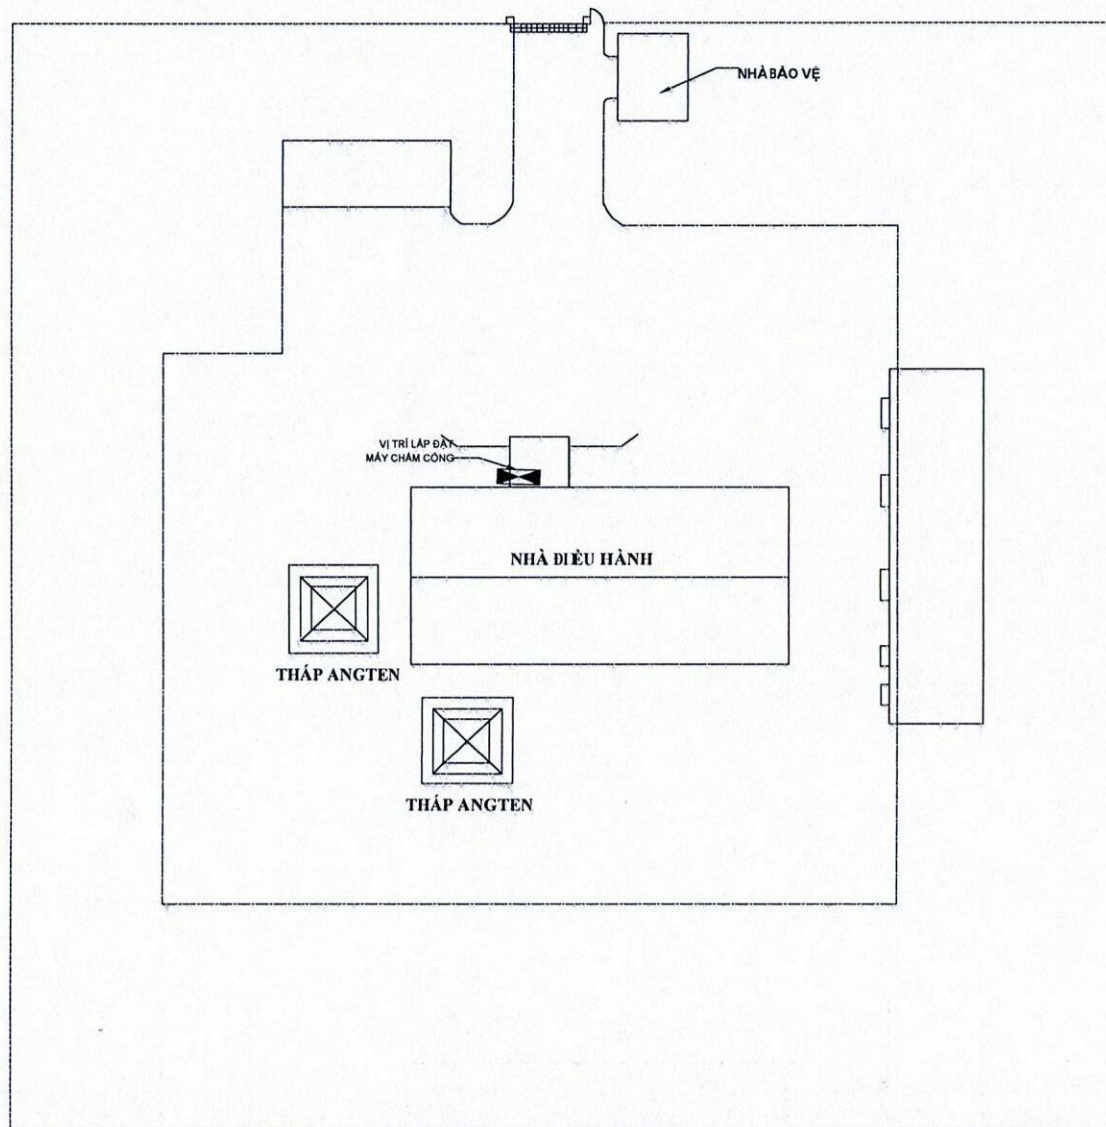 NHÀ BẢO VỆ
VỊ TRÍ LẮP ĐẶT
MÁY CHẤM CÔNG
NHÀ ĐIỀU HÀNH
THÁP ANGTEN
THÁP ANGTEN